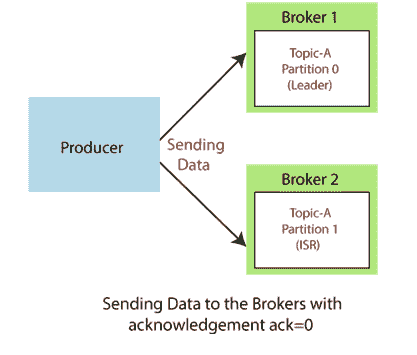 Broker 1
Topic-A
Partition 0
(Leader)
Producer
Sending
Data
Broker 2
Topic-A
Partition 1
(ISR)
Sending Data to the Brokers with
acknowledgement ack=0